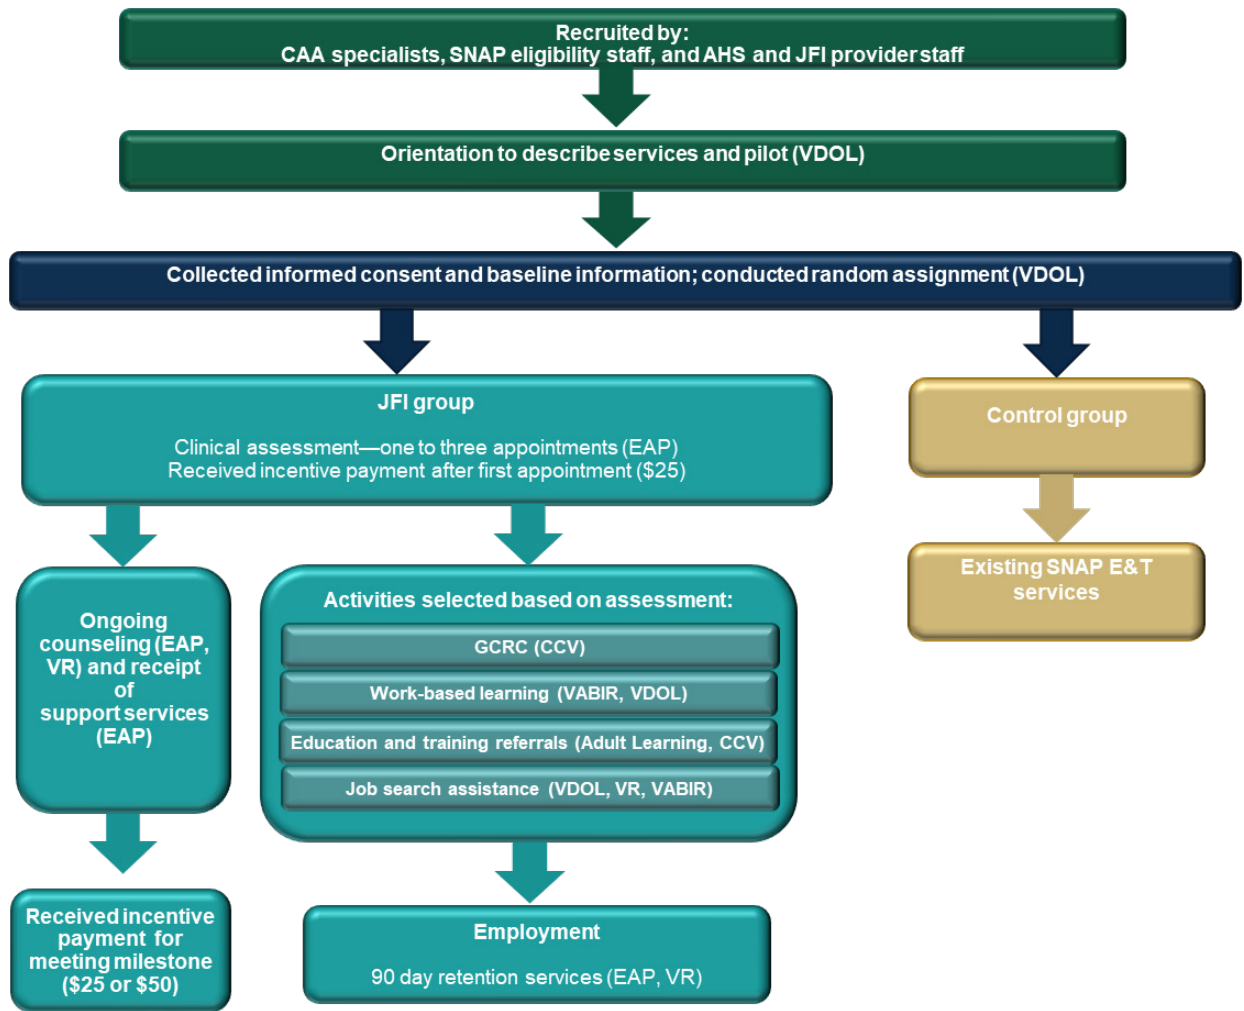 Recruited by:
CAA specialists, SNAP eligibility staff, and AHS and JFI provider staff
Orientation to describe services and pilot (VDOL)
Collected informed consent and baseline information; conducted random assignment (VDOL)
JFI group
Clinical assessment—one to three appointments (EAP)
Received incentive payment after first appointment ($25)
Control group
Existing SNAP E&T
services
Ongoing
counseling (EAP,
VR) and receipt
of
support services
(EAP)
Activities selected based on assessment:
GCRC (CCV)
Work-based learning (VABIR, VDOL)
Education and training referrals (Adult Learning, CCV)
Job search assistance (VDOL, VR, VABIR)
Received incentive
payment for
meeting milestone
($25 or $50)
Employment
90 day retention services (EAP, VR)